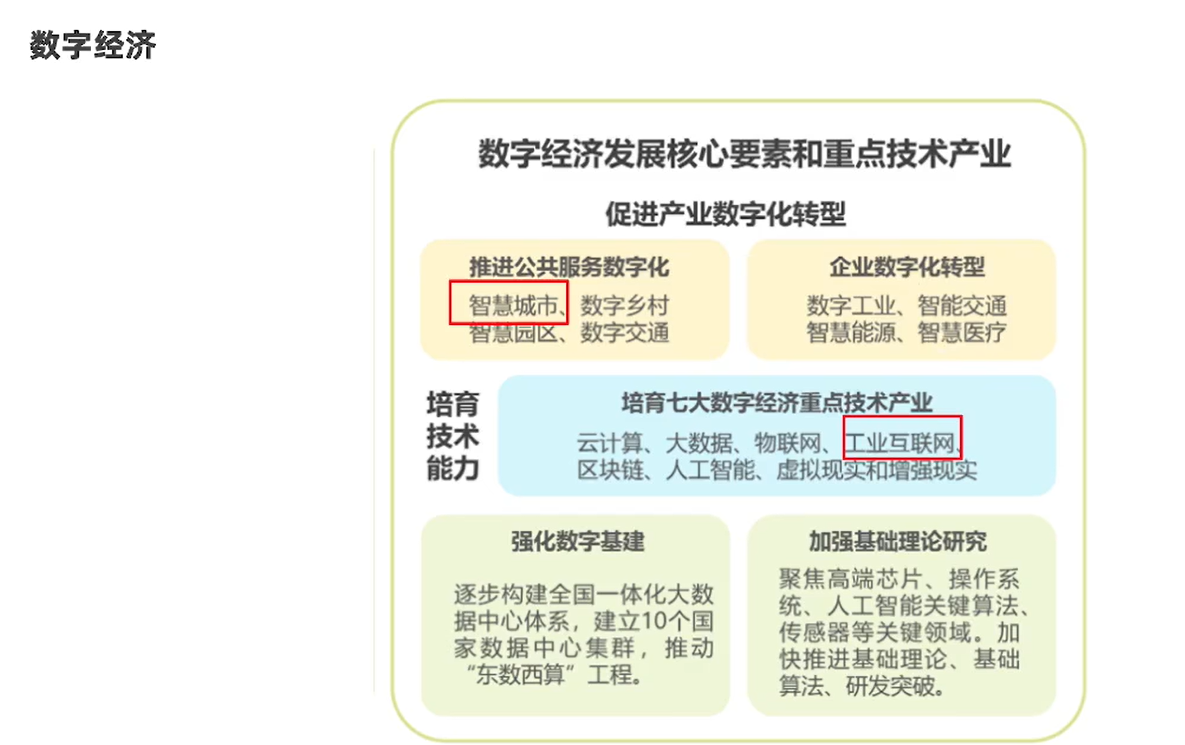 数字经济
数字经济发展核心要素和重点技术产业
促进产业数字化转型
推进公共服务数字化
智慧城市、数字乡村
智慧园区、数字交通
企业数字化转型
数字工业、智能交通
智慧能源、智慧医疗
培育
技术
能力
培育七大数字经济重点技术产业
云计算、大数据、物联网、工业互联网、
区块链、人工智能、虚拟现实和增强现实
强化数字基建
逐步构建全国一体化大数
据中心体系，建立10个国
家数据中心集群，推动
“东数西算”工程。
加强基础理论研究
聚焦高端芯片、操作系
统、人工智能关键算法、
传感器等关键领域。加
快推进基础理论、基础
算法、研发突破。